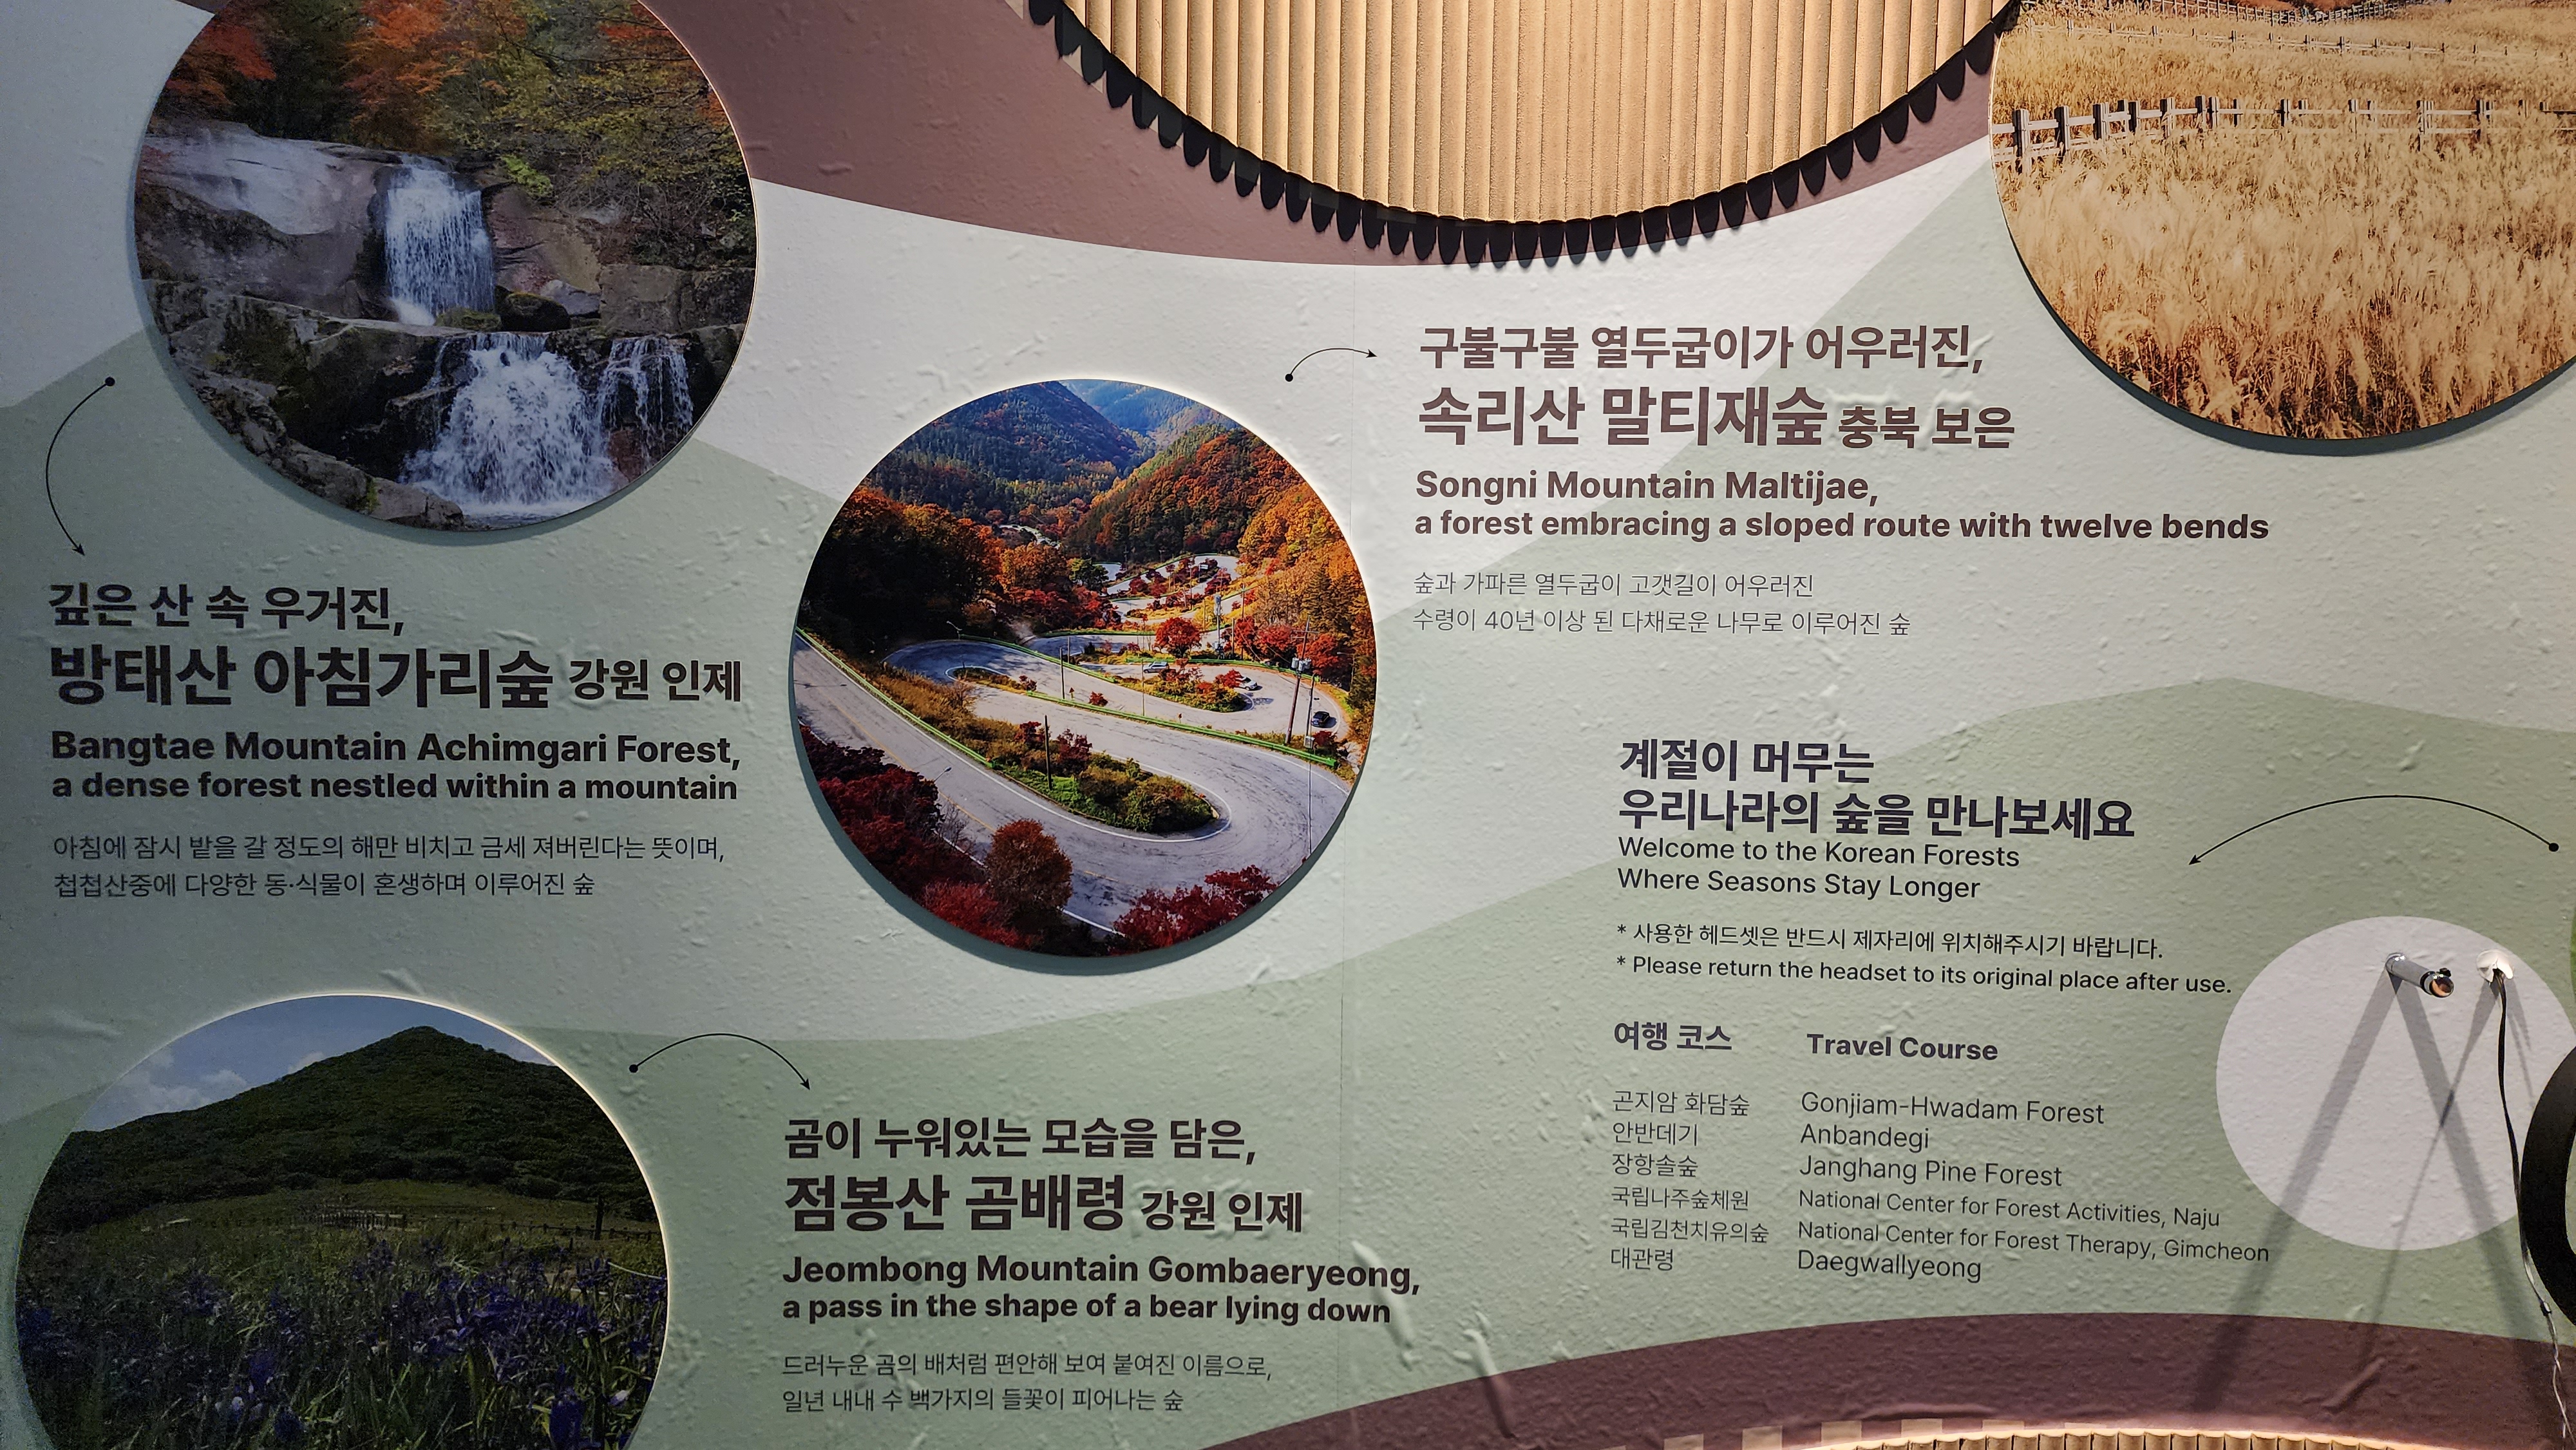 깊은 산 속 우거진,
방태산 아침가리숲 강원 인제
Bangtae Mountain Achimgari Forest,
a dense forest nestled within a mountain
아침에 잠시 밭을 갈 정도의 해만 비치고 금세 져버린다는 뜻이며,
첩첩산중에 다양한 동·식물이 혼생하며 이루어진 숲
구불구불 열두굽이가 어우러진,
속리산 말티재숲 충북 보은
Songni Mountain Maltijae,
a forest embracing a sloped route with twelve bends
숲과 가파른 열두굽이 고갯길이 어우러진
수령이 40년 이상 된 다채로운 나무로 이루어진 숲
곰이 누워있는 모습을 담은,
점봉산 곰배령 강원 인제
Jeombong Mountain Gombaeryeong,
a pass in the shape of a bear lying down
드러누운 곰의 배처럼 편안해 보여 붙여진 이름으로,
일년 내내 수 백가지의 들꽃이 피어나는 숲
계절이 머무는
우리나라의 숲을 만나보세요
Welcome to the Korean Forests
Where Seasons Stay Longer
* 사용한 헤드셋은 반드시 제자리에 위치해주시기 바랍니다.
* Please return the headset to its original place after use.
여행 코스 Travel Course
곤지암 화담숲 Gonjiam-Hwadam Forest
안반데기 Anbandegi
장항솔숲 Janghang Pine Forest
국립나주숲체원 National Center for Forest Activities, Naju
국립김천치유의숲 National Center for Forest Therapy, Gimcheon
대관령 Daegwallyeong